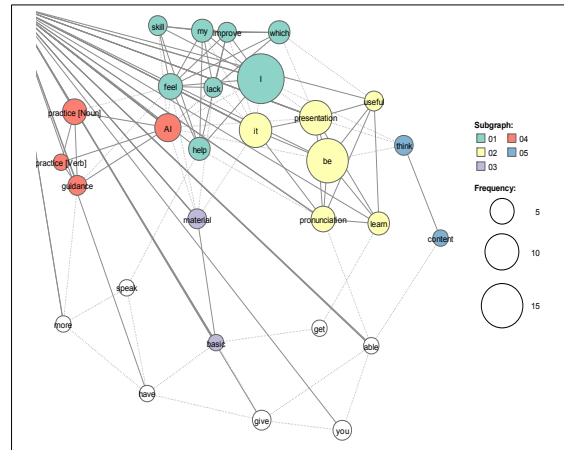 skill
my
Improve
which
feel
lack
I
practice [Noun]
AI
it
presentation
useful
be
think
help
practice [Verb]
guidance
material
pronunciation
learn
content
speak
more
get
basic
able
have
give
you
Subgraph:
01 04
02 05
03
Frequency:
5
10
15